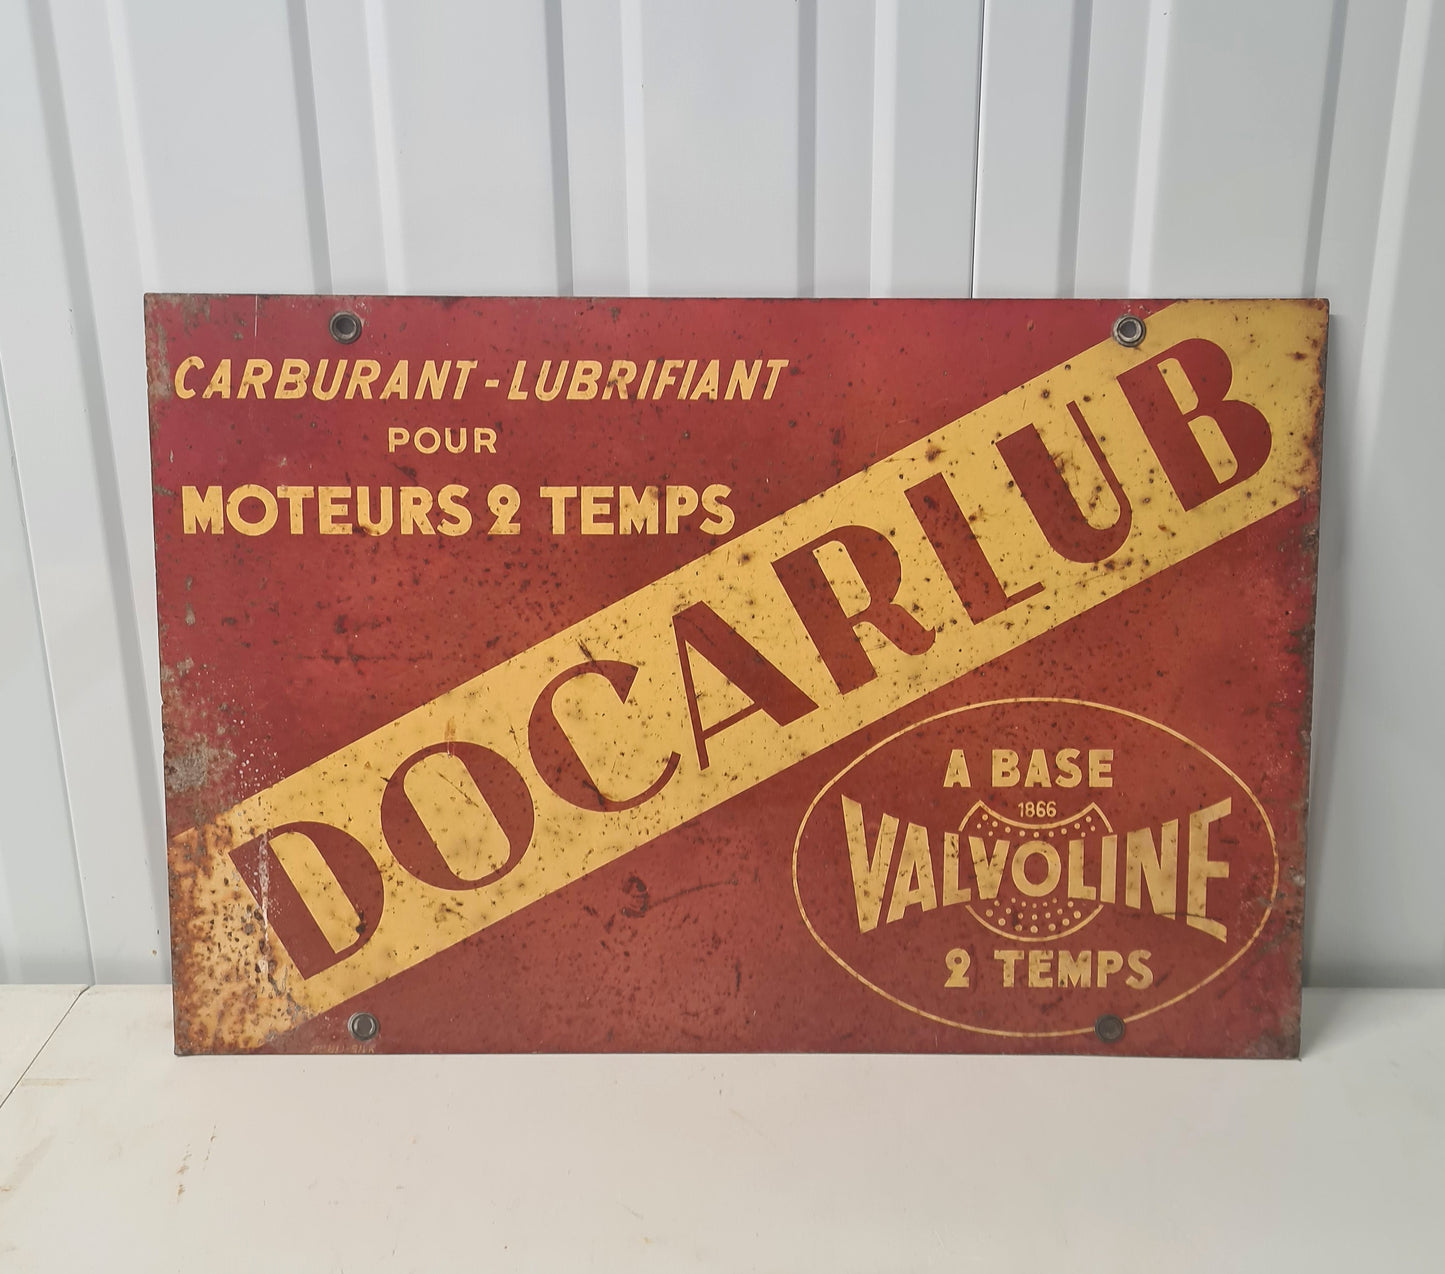 CARBURANT-LUBRIFIANT
POUR
MOTEURS 2 TEMPS
DOCARLUB
A BASE
1866
VALVOLINE
2 TEMPS